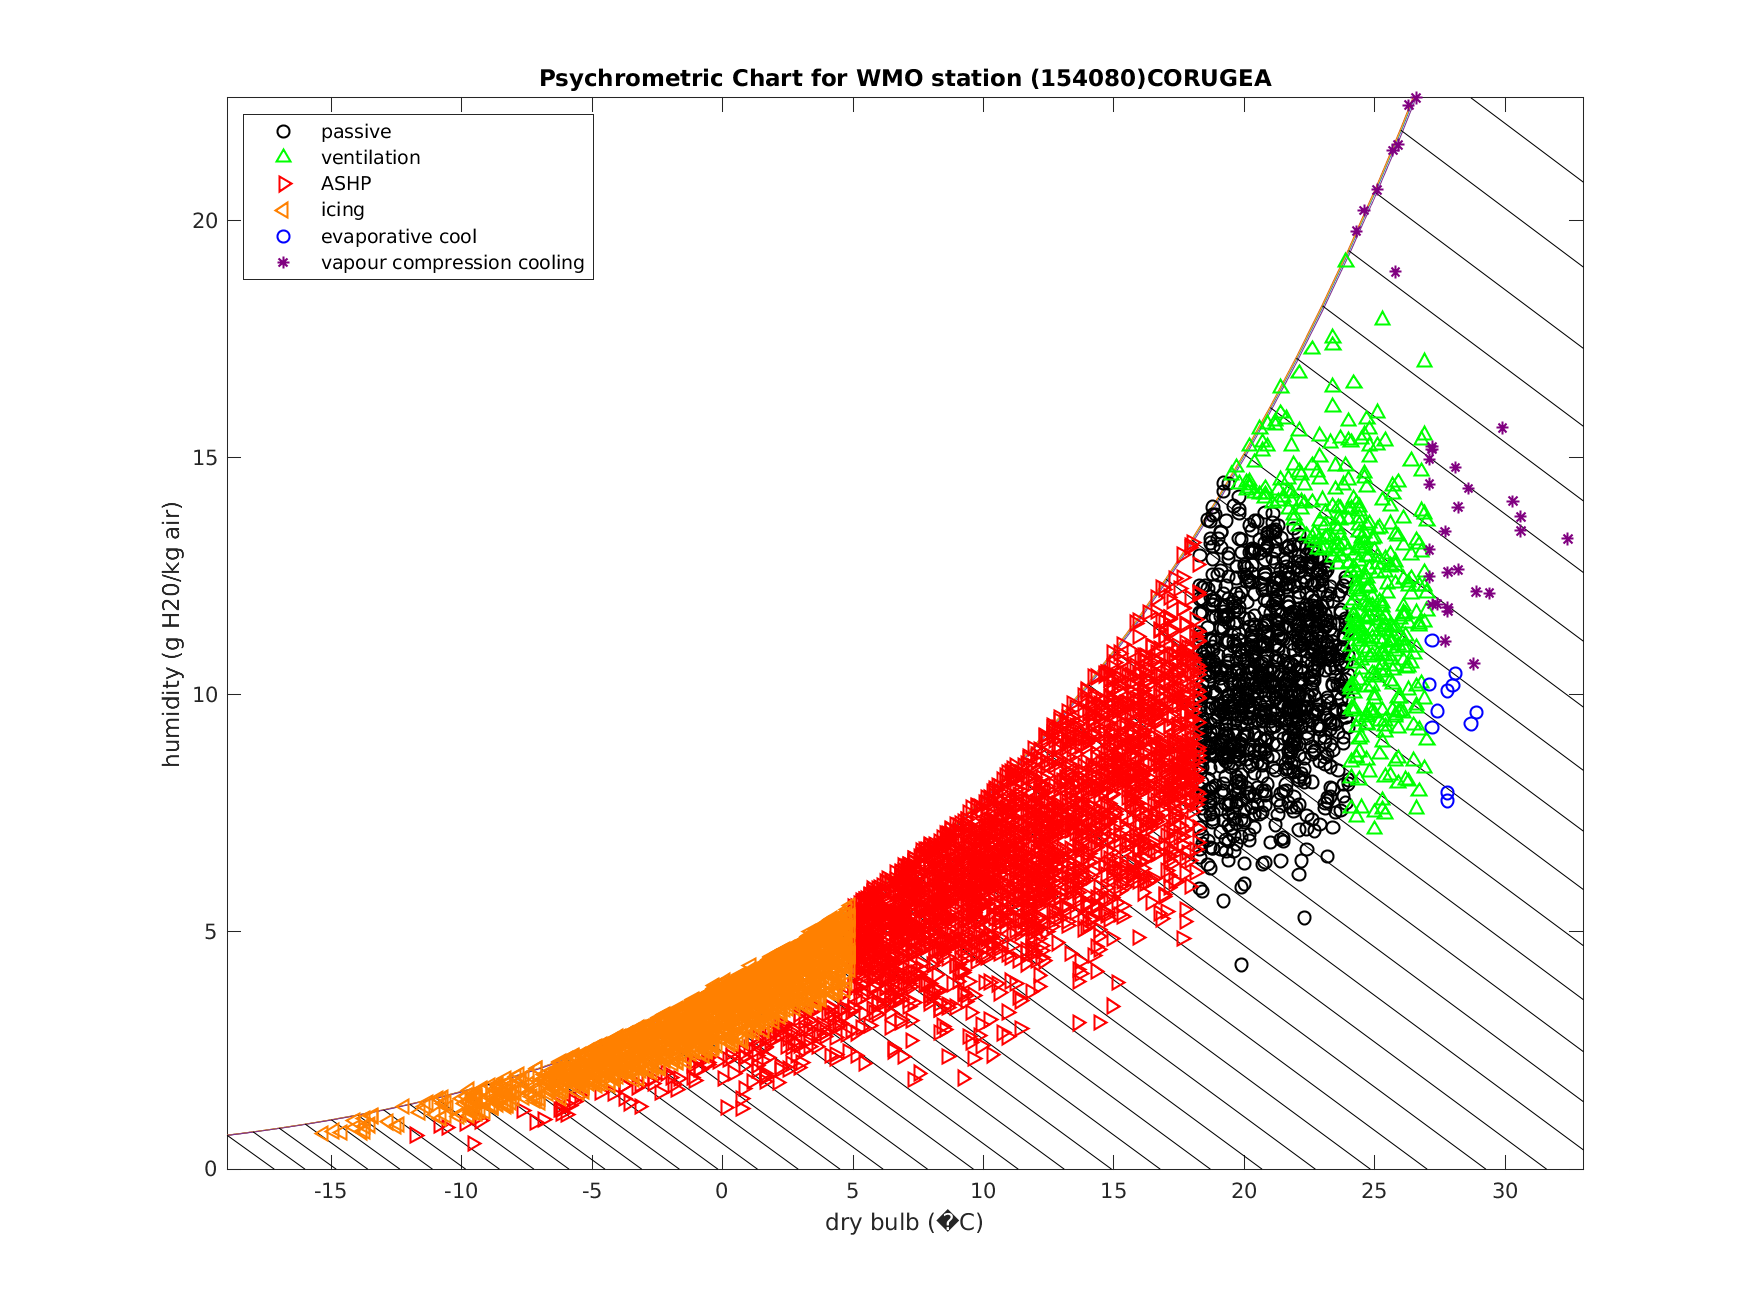 Psychrometric Chart for WMO station (154080)CORUGEA
passive
ventilation
ASHP
icing
evaporative cool
vapour compression cooling
humidity (g H20/kg air)
20
15
10
5
0
-15 -10 -5 0 5 10 15 20 25 30
dry bulb (�C)